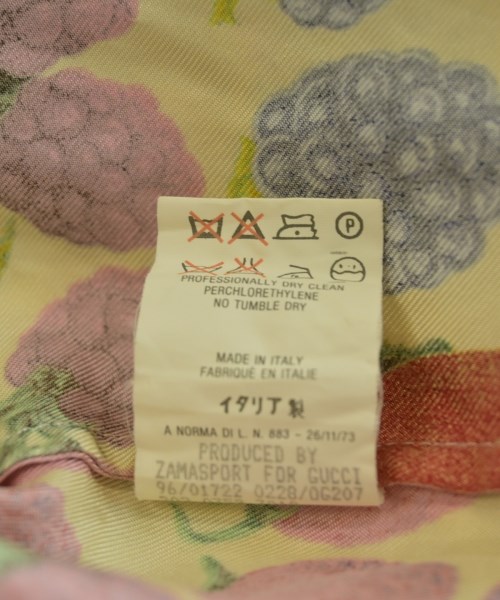 P
PROFESSIONALLY DRY CLEAN
PERCHLORETHYLENE
NO TUMBLE DRY
MADE IN ITALY
FABRIQUÉ EN ITALIE
イタリア製
A NORMA DI L. N. 883 - 26/11/73
PRODUCED BY
ZAMASPORT FOR GUCCI
96/01722 0228/0G207